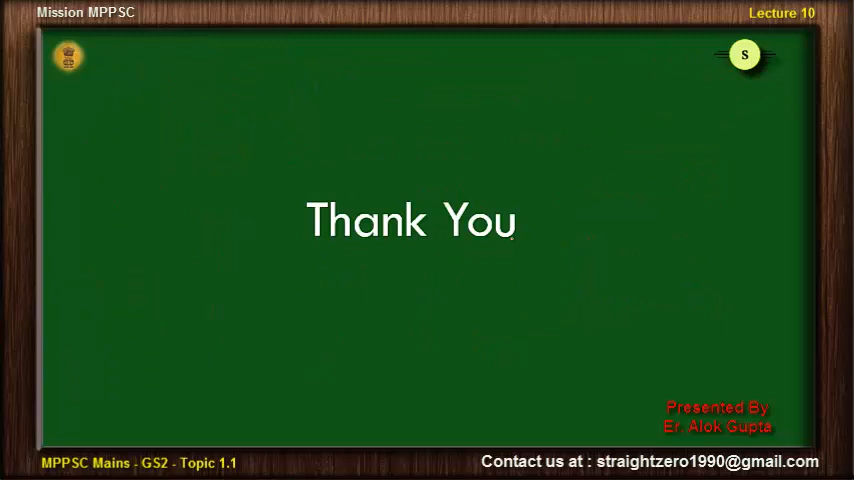 Mission MPPSC
Lecture 10
S
Thank You
Presented By
Er. Alok Gupta
MPPSC Mains - GS2 - Topic 1.1
Contact us at : straightzero1990@gmail.com